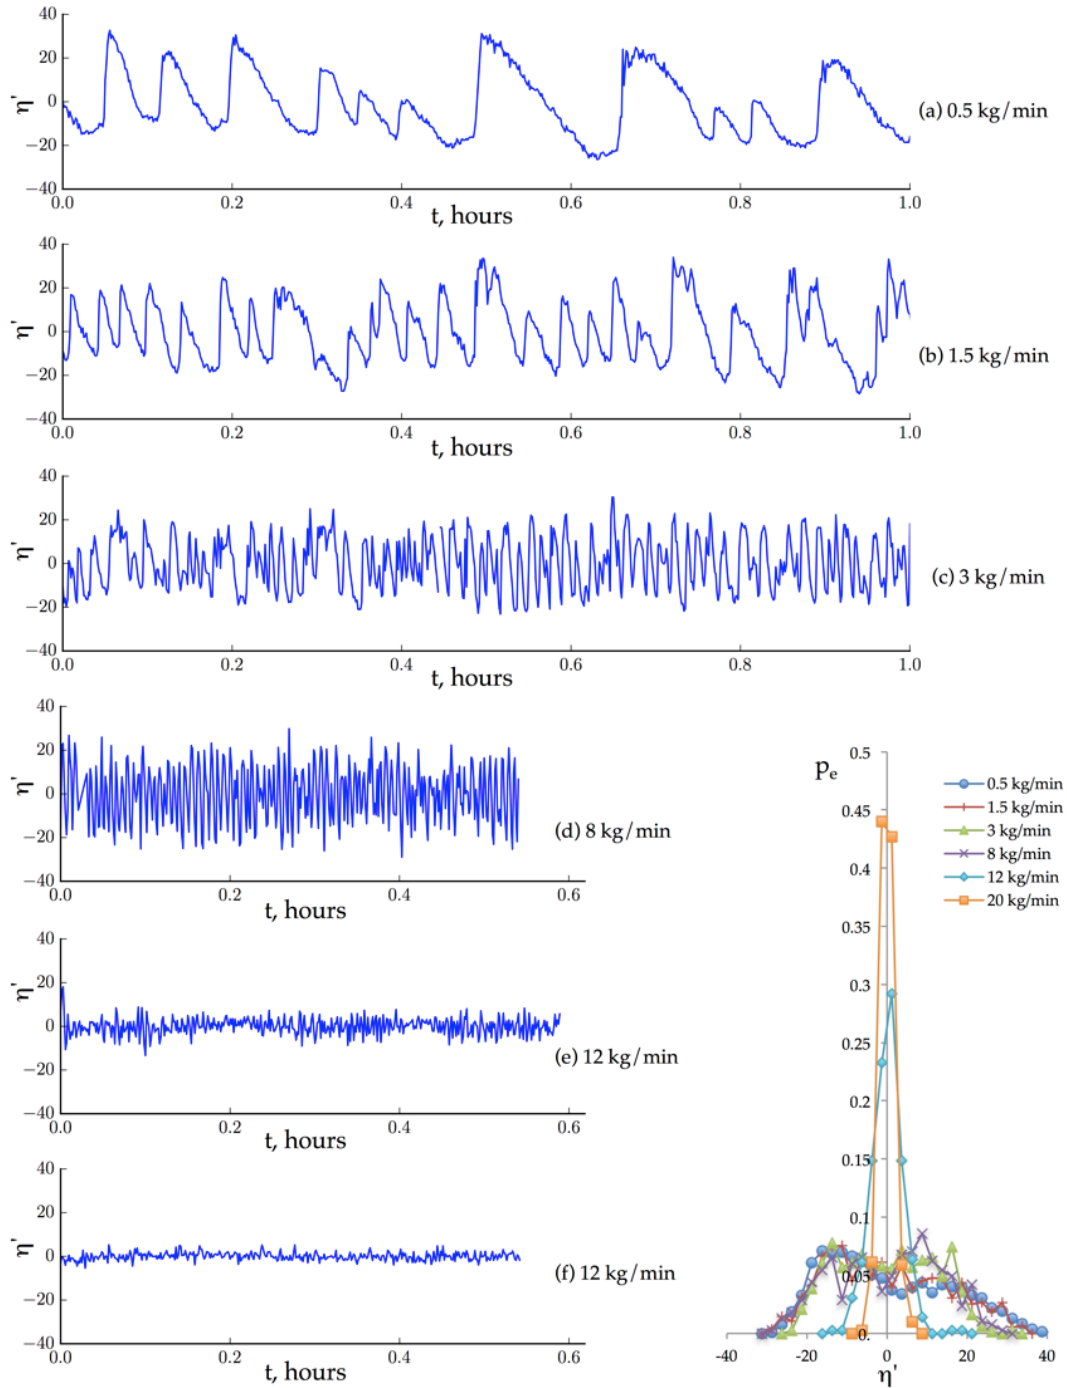 40
20
0
−20
−40
η'
0.0 0.2 0.4 0.6 0.8 1.0
t, hours
(a) 0.5 kg/min
40
20
0
−20
−40
η'
0.0 0.2 0.4 0.6 0.8 1.0
t, hours
(b) 1.5 kg/min
40
20
0
−20
−40
η'
0.0 0.2 0.4 0.6 0.8 1.0
t, hours
(c) 3 kg/min
40
20
0
−20
−40
η'
0.0 0.2 0.4 0.6
t, hours
(d) 8 kg/min
40
20
0
−20
−40
η'
0.0 0.2 0.4 0.6
t, hours
(e) 12 kg/min
40
20
0
−20
−40
η'
0.0 0.2 0.4 0.6
t, hours
(f) 12 kg/min
pe
0.5
0.45
0.4
0.35
0.3
0.25
0.2
0.15
0.1
0.05
0.
-40 -20 0 20 40
η'
0.5 kg/min
1.5 kg/min
3 kg/min
8 kg/min
12 kg/min
20 kg/min